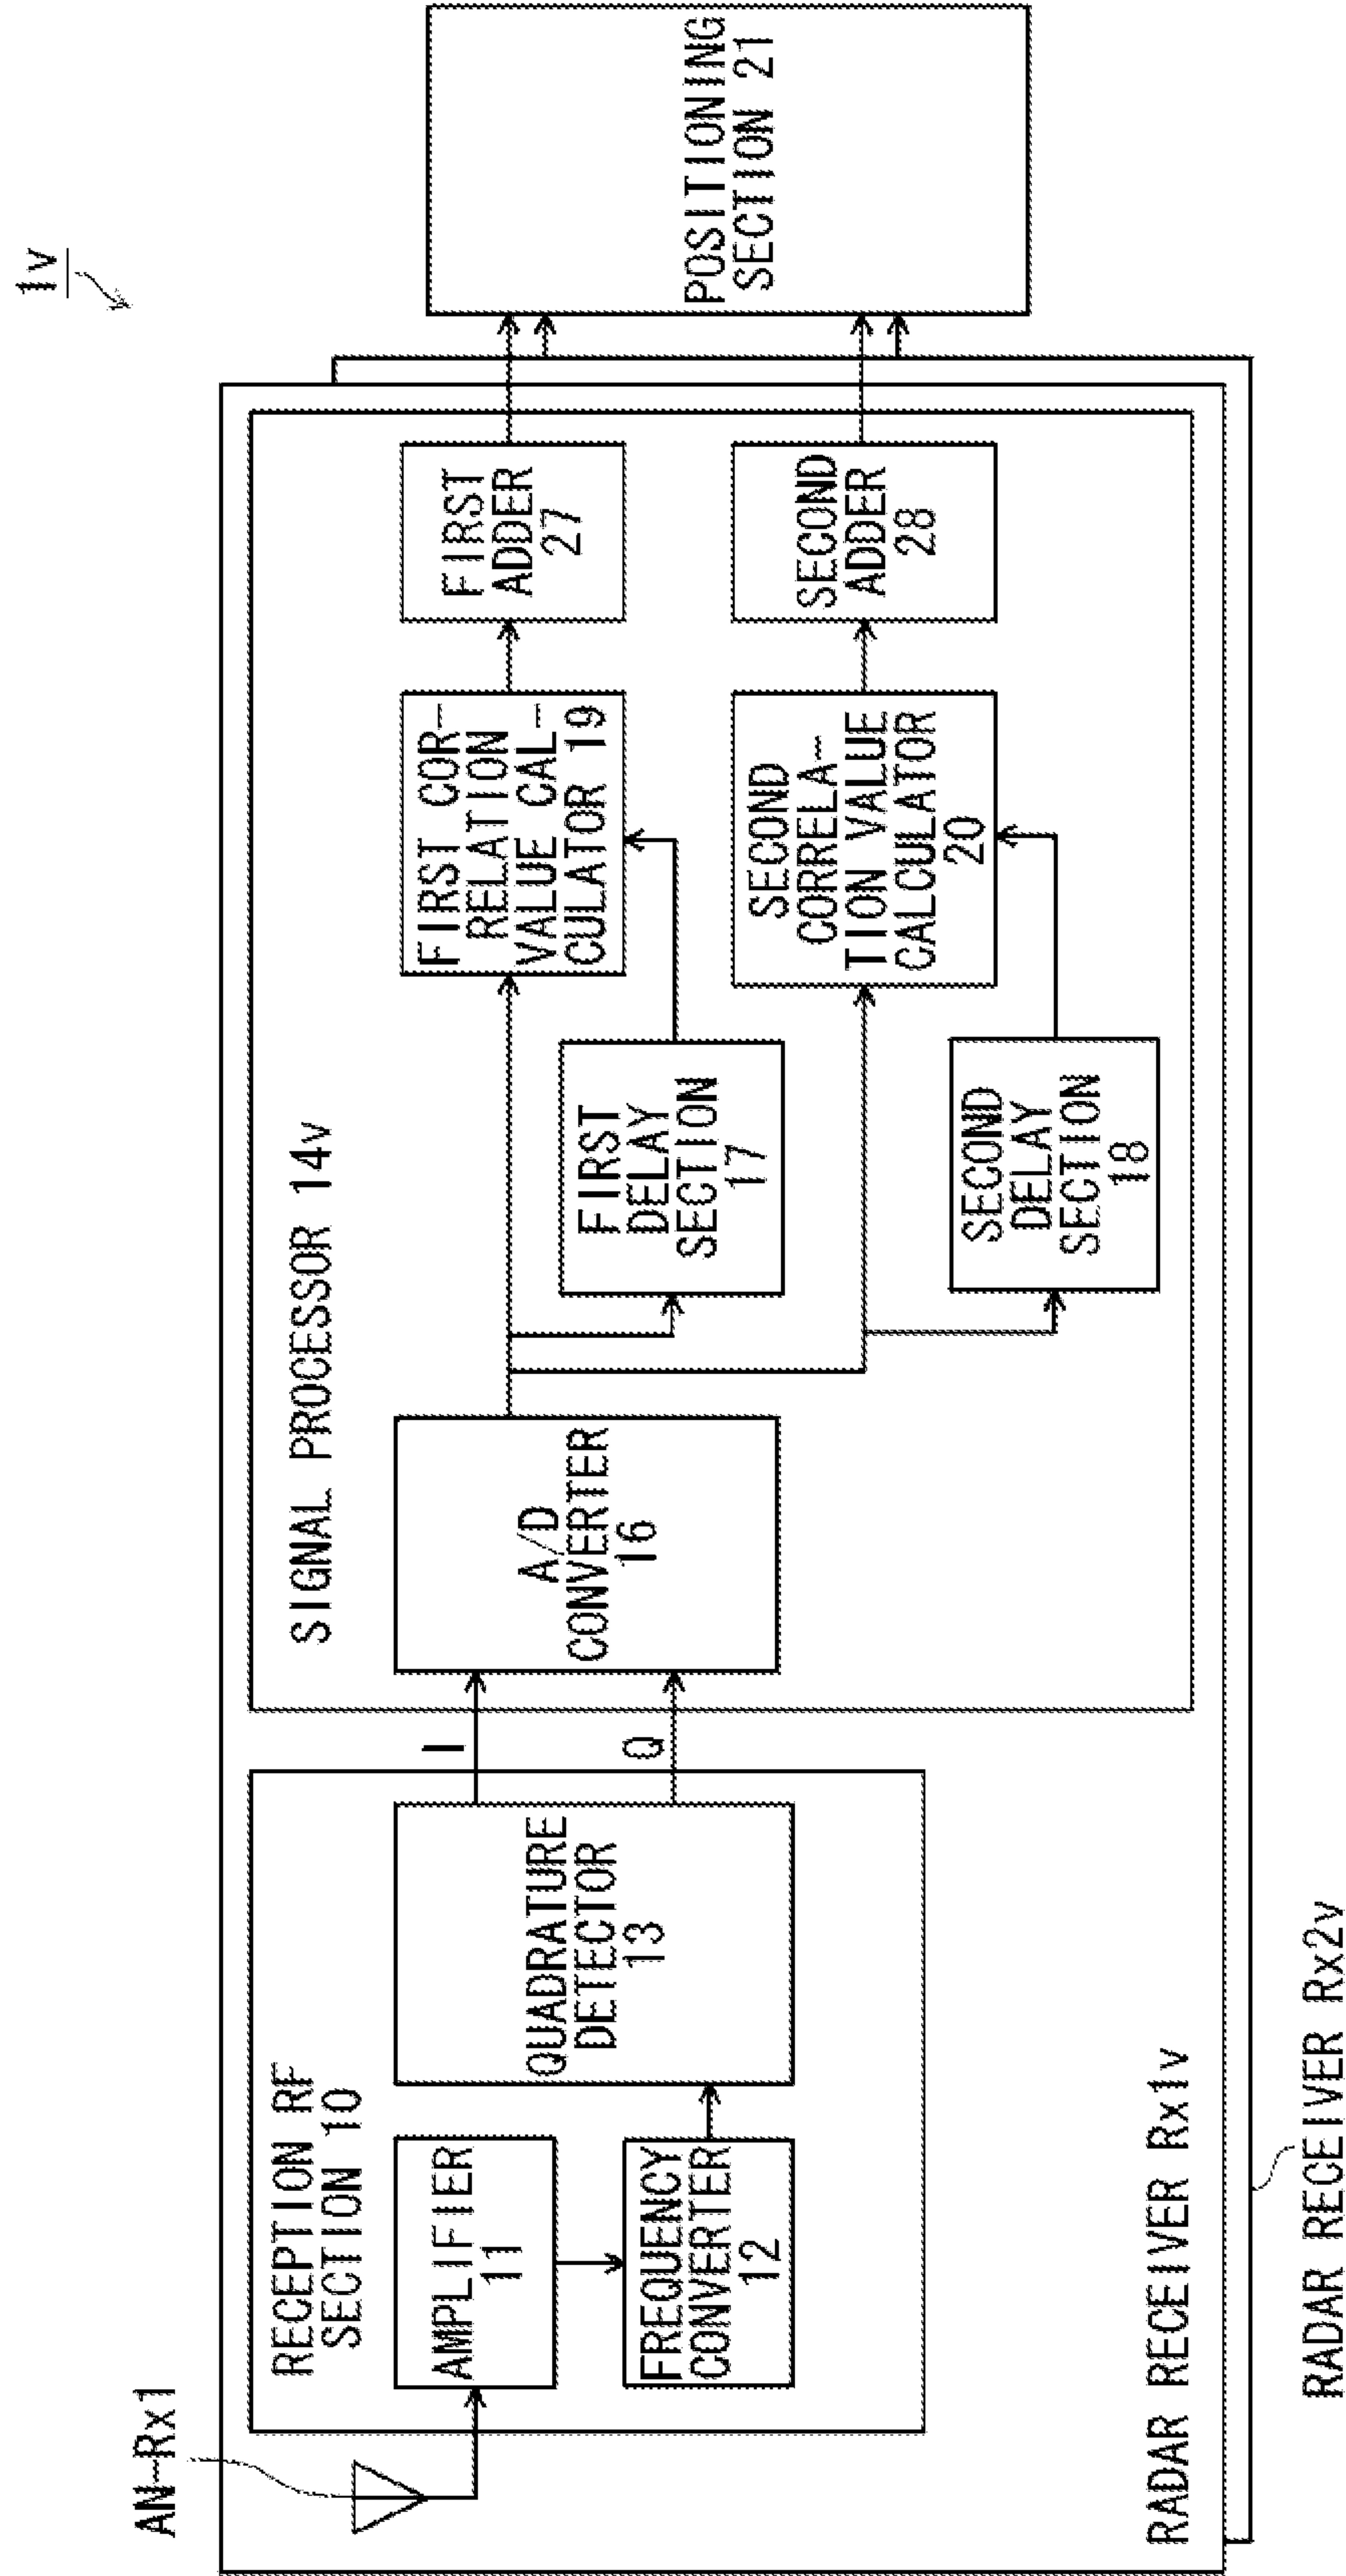 1v
AN-Rx1
RECEPTION RF
SECTION 10
AMPLIFIER
11
FREQUENCY
CONVERTER
12
QUADRATURE
DETECTOR
13
I
Q
SIGNAL PROCESSOR 14v
A/D
CONVERTER
16
FIRST
DELAY
SECTION
17
SECOND
DELAY
SECTION
18
FIRST COR-
RELATION
VALUE CAL-
CULATOR 19
SECOND
CORRELA-
TION VALUE
CALCULATOR
20
FIRST
ADDER
27
SECOND
ADDER
28
POSITIONING
SECTION 21
RADAR RECEIVER Rx1v
RADAR RECEIVER Rx2v